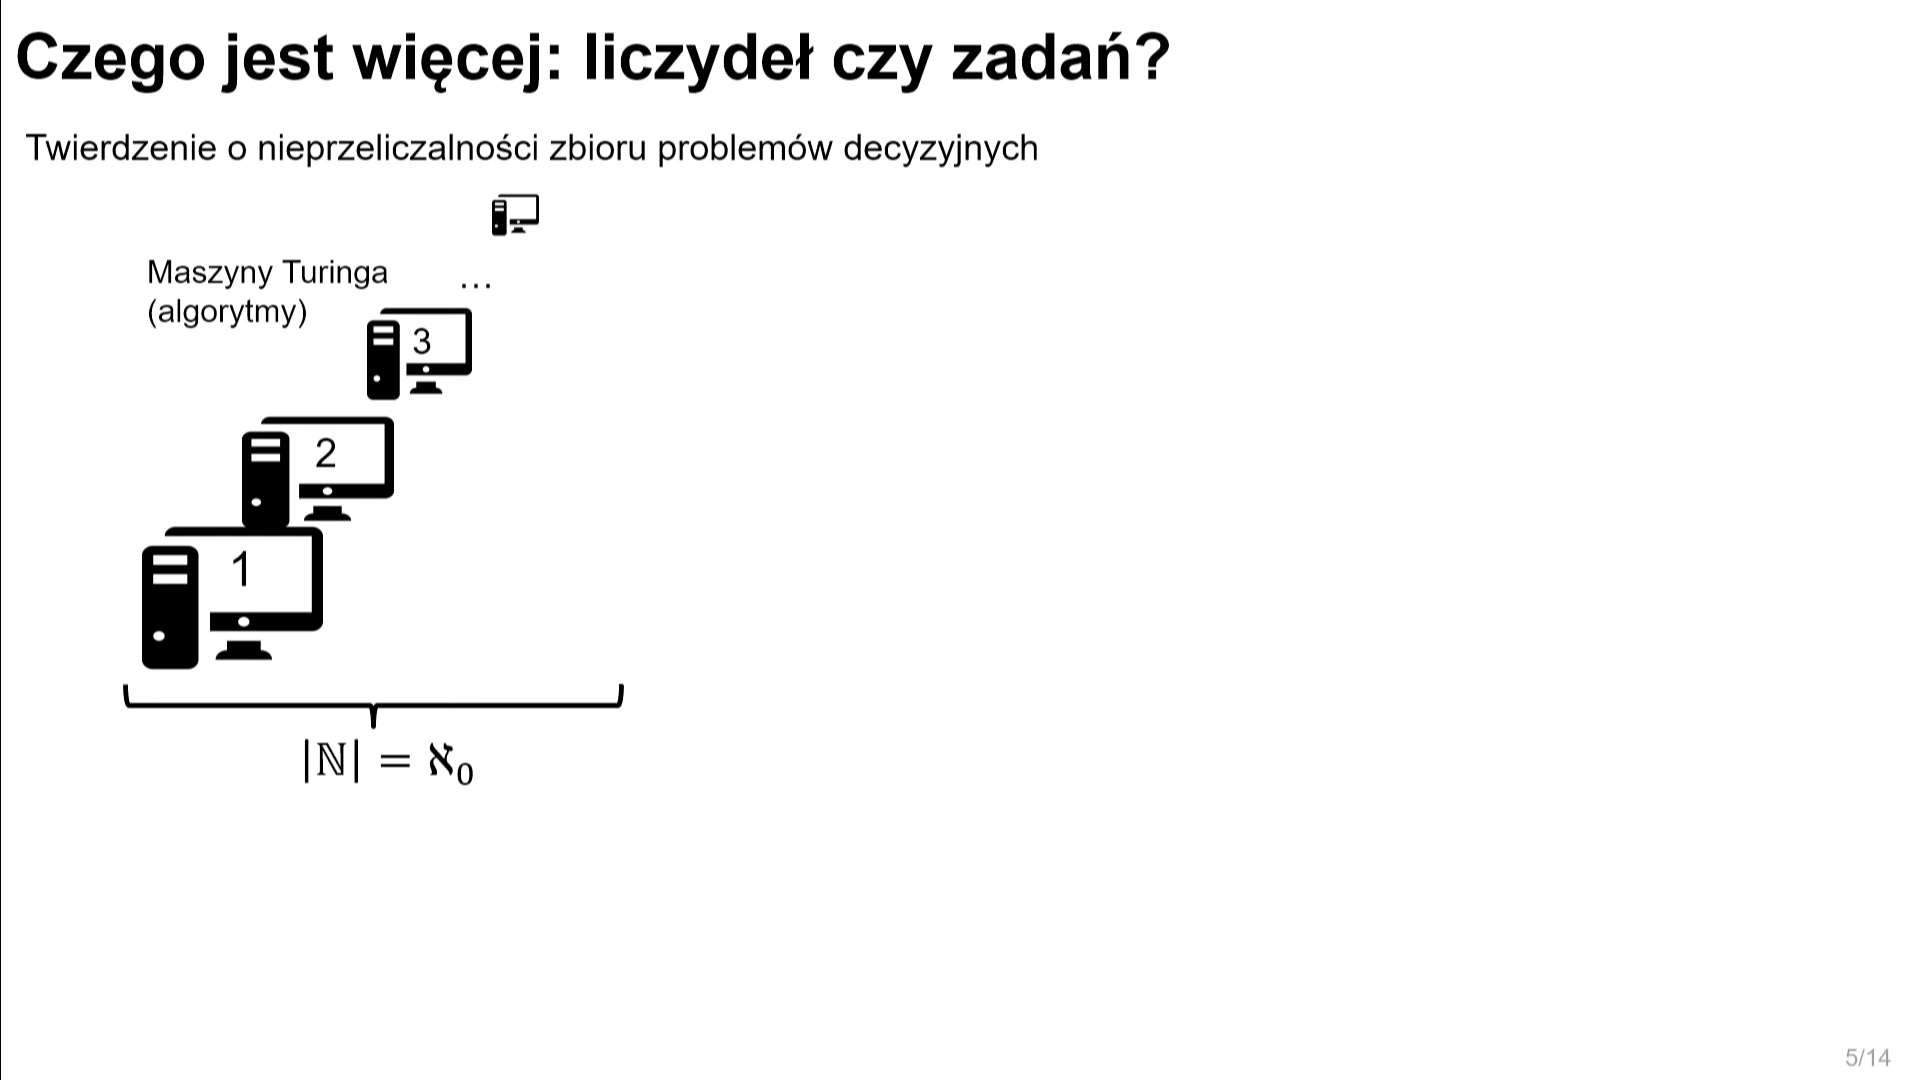 Czego jest więcej: liczydeł czy zadań?
Twierdzenie o nieprzeliczalności zbioru problemów decyzyjnych
Maszyny Turinga
(algorytmy)
...
3
2
1
|ℕ| = ℵ₀
5/14